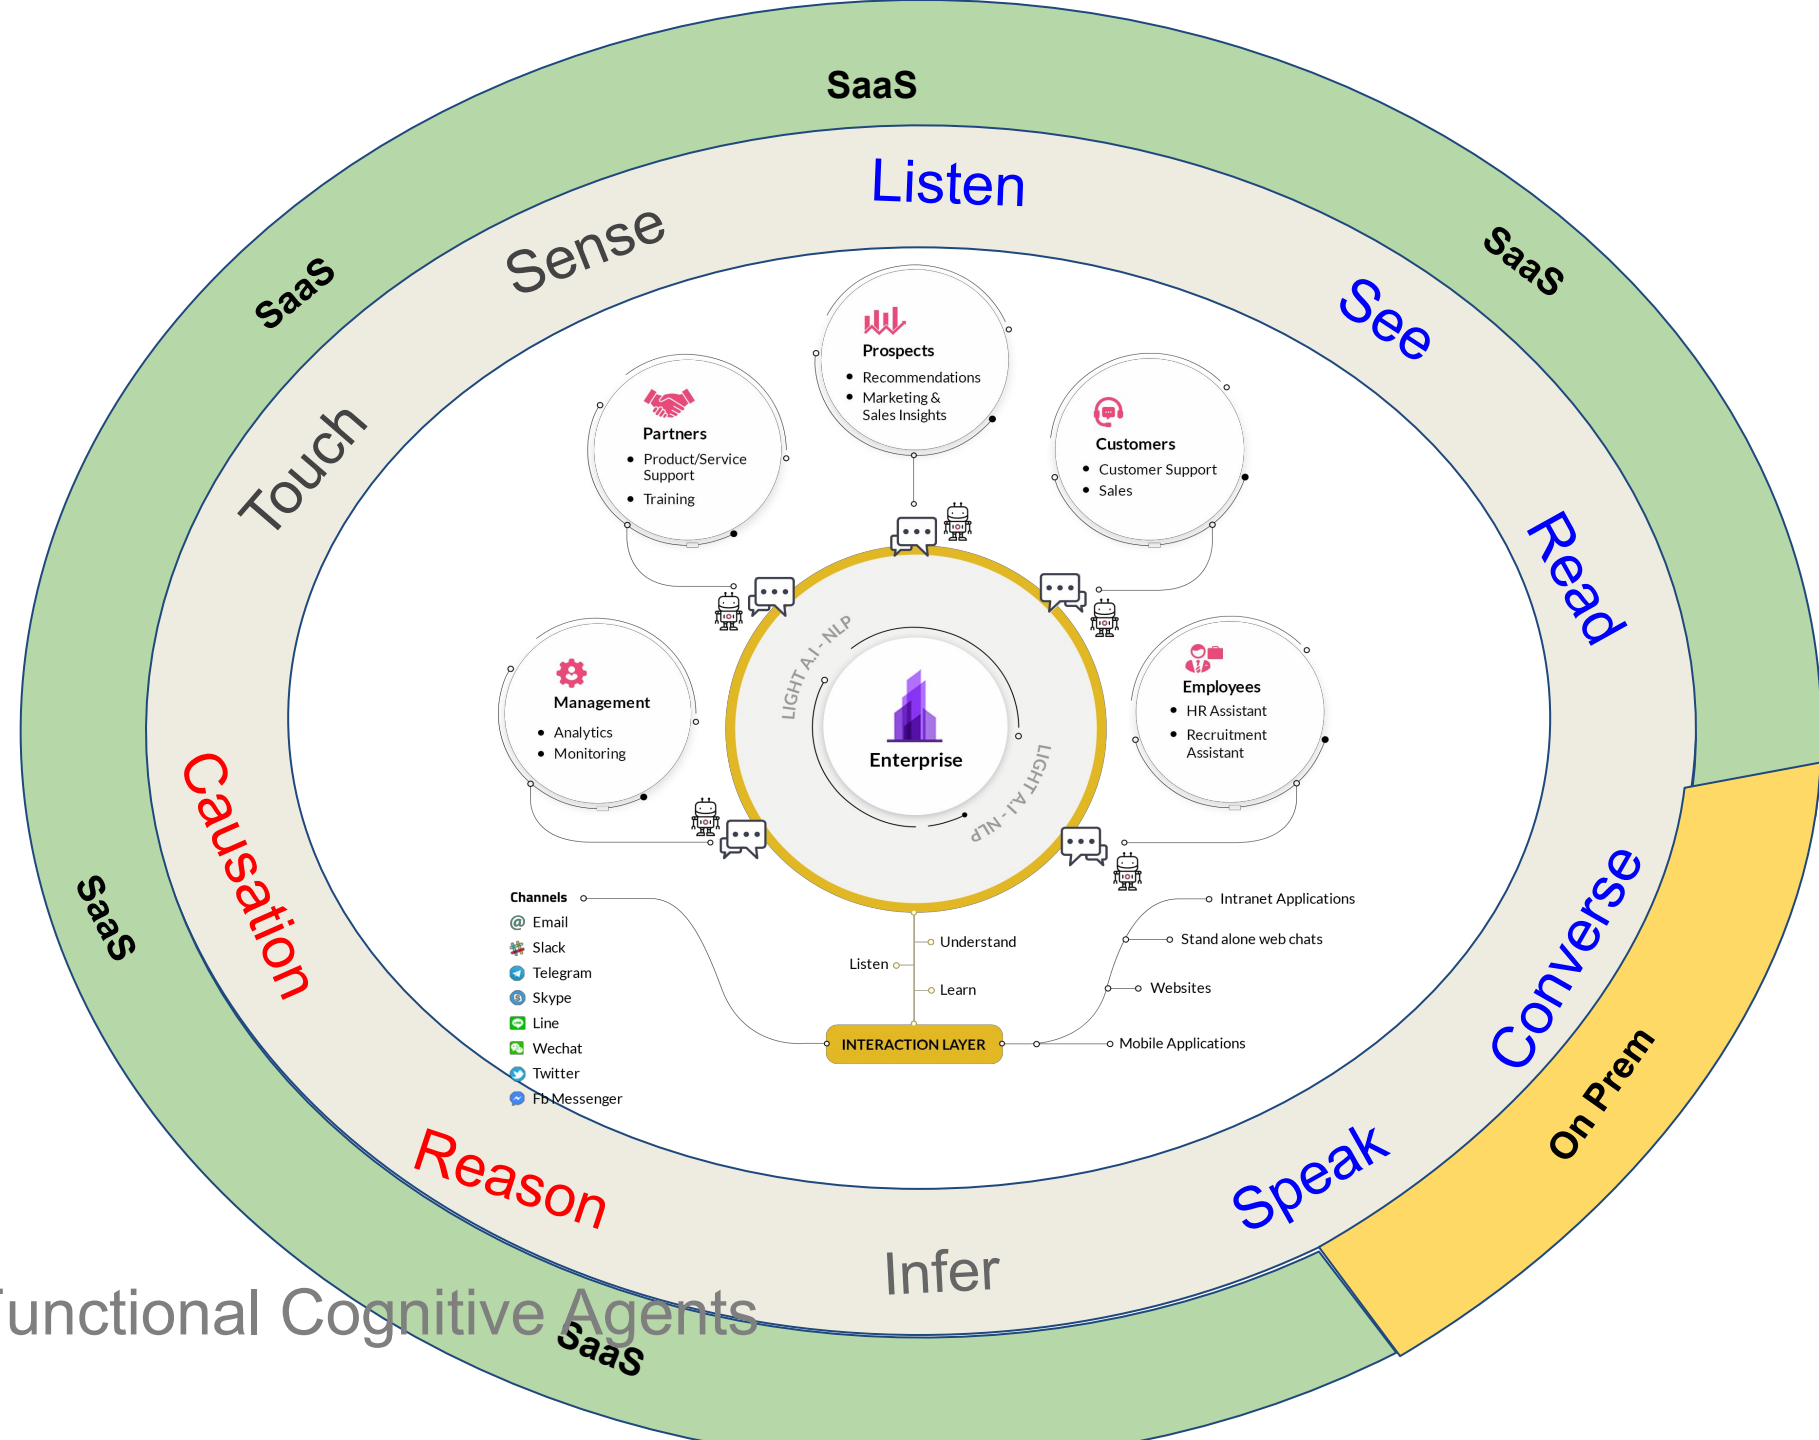 SaaS
Listen
Sense
SaaS
SaaS
See
Touch
Read
Prospects
Recommendations
Marketing &
Sales Insights
Partners
Product/Service
Support
Training
Customers
Customer Support
Sales
Management
Analytics
Monitoring
LIGHT A.I - NLP
Enterprise
LIGHT A.I - NLP
Employees
HR Assistant
Recruitment
Assistant
Causation
SaaS
Converse
On Prem
Channels
@ Email
Slack
Telegram
Skype
Line
Wechat
Twitter
Fb Messenger
Understand
Listen
Learn
INTERACTION LAYER
Intranet Applications
Stand alone web chats
Websites
Mobile Applications
Reason
Speak
Infer
unctional Cognitive Agents
SaaS